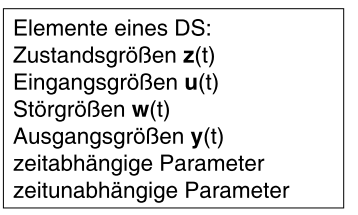 Elemente eines DS:
Zustandsgrößen z(t)
Eingangsgrößen u(t)
Störgrößen w(t)
Ausgangsgrößen y(t)
zeitabhängige Parameter
zeitunabhängige Parameter